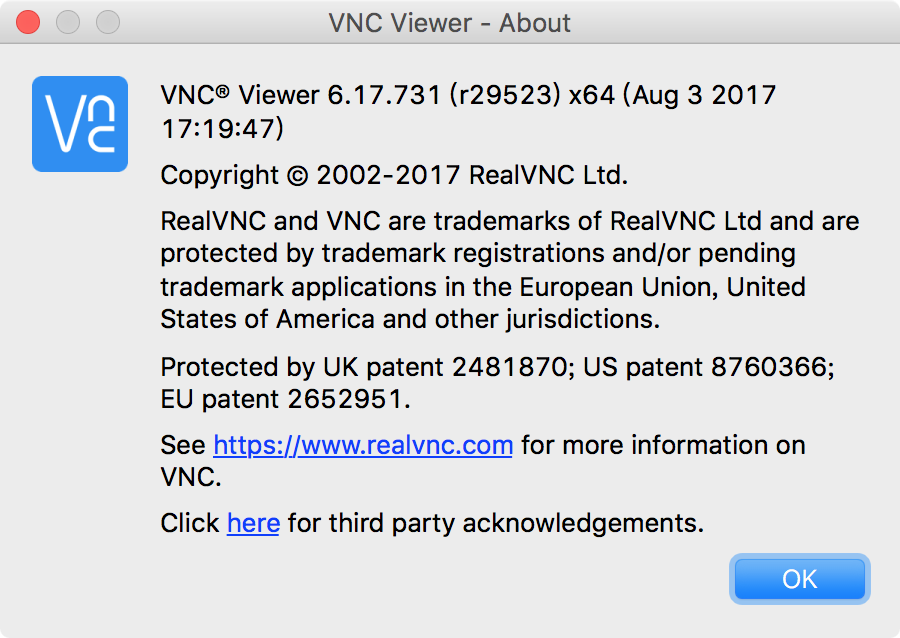 VNC Viewer - About
Vnc
VNC® Viewer 6.17.731 (r29523) x64 (Aug 3 2017
17:19:47)
Copyright © 2002-2017 RealVNC Ltd.
RealVNC and VNC are trademarks of RealVNC Ltd and are
protected by trademark registrations and/or pending
trademark applications in the European Union, United
States of America and other jurisdictions.
Protected by UK patent 2481870; US patent 8760366;
EU patent 2652951.
See https://www.realvnc.com for more information on
VNC.
Click here for third party acknowledgements.
OK